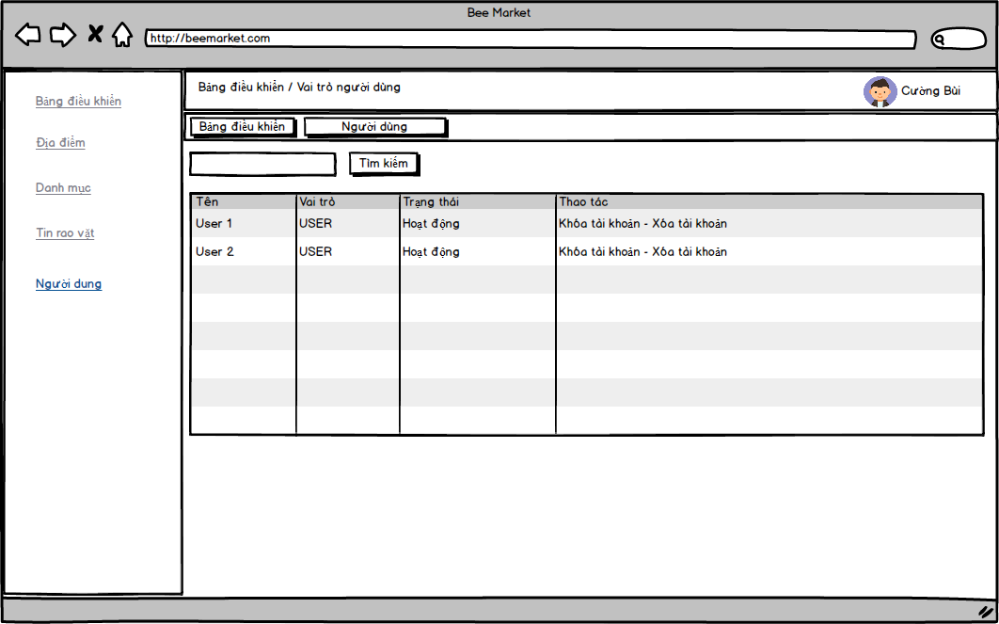 Bee Market
http://beemarket.com
Bảng điều khiển
Địa điểm
Danh mục
Tin rao vặt
Người dung
Bảng điều khiển / Vai trò người dùng
Cường Bùi
Bảng điều khiển
Người dùng
Tìm kiếm
Tên Vai trò Trạng thái Thao tác
User 1 USER Hoạt động Khóa tài khoản - Xóa tài khoản
User 2 USER Hoạt động Khóa tài khoản - Xóa tài khoản